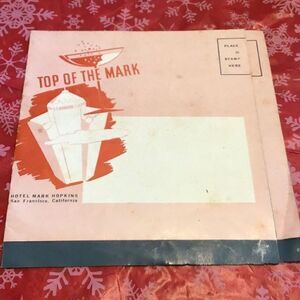 TOP OF THE MARK
PLACE
STAMP
HERE
HOTEL MARK HOPKINS
San Francisco, California